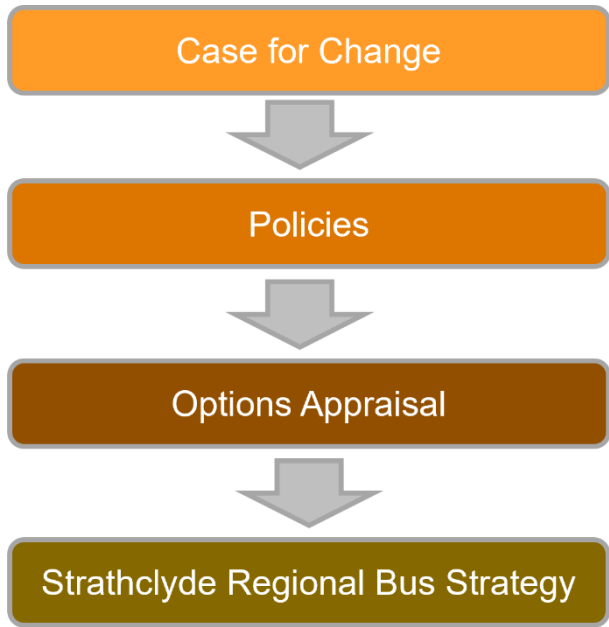 Case for Change
Policies
Options Appraisal
Strathclyde Regional Bus Strategy